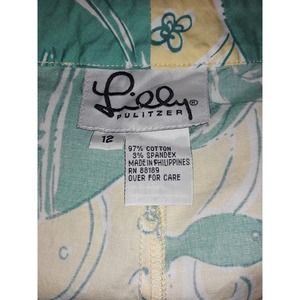 Lilly®
PULITZER
12
97% COTTON
3% SPANDEX
MADE IN PHILIPPINES
RN 88189
OVER FOR CARE